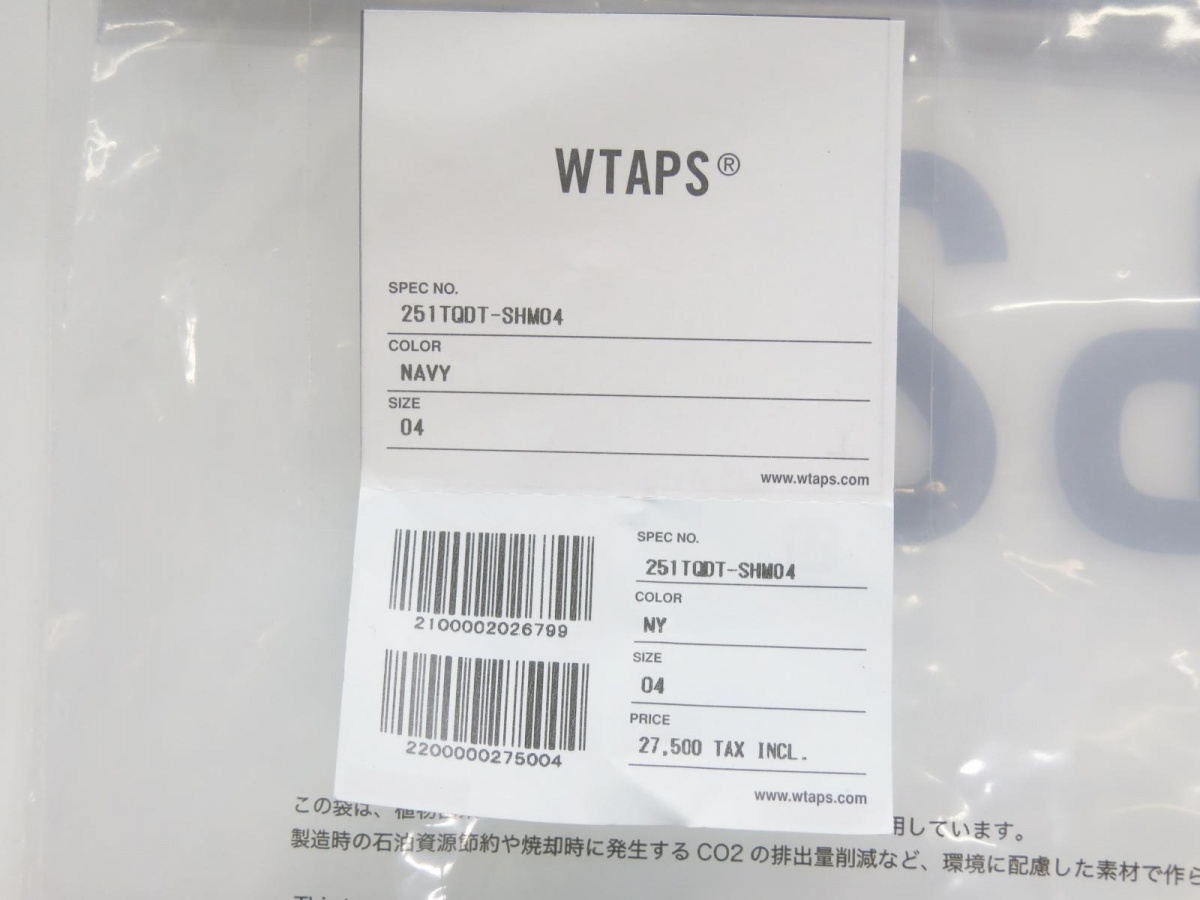 WTAPS®
SPEC NO.
251TQDT-SHM04
COLOR
NAVY
SIZE
04
www.wtaps.com
2100002026799
2200000275004
SPEC NO.
251TQDT-SHM04
COLOR
NY
SIZE
04
PRICE
27,500 TAX INCL.
www.wtaps.com
この袋は、植物 用しています。
製造時の石油資源節約や焼却時に発生するCO2の排出量削減など、環境に配慮した素材で作ら